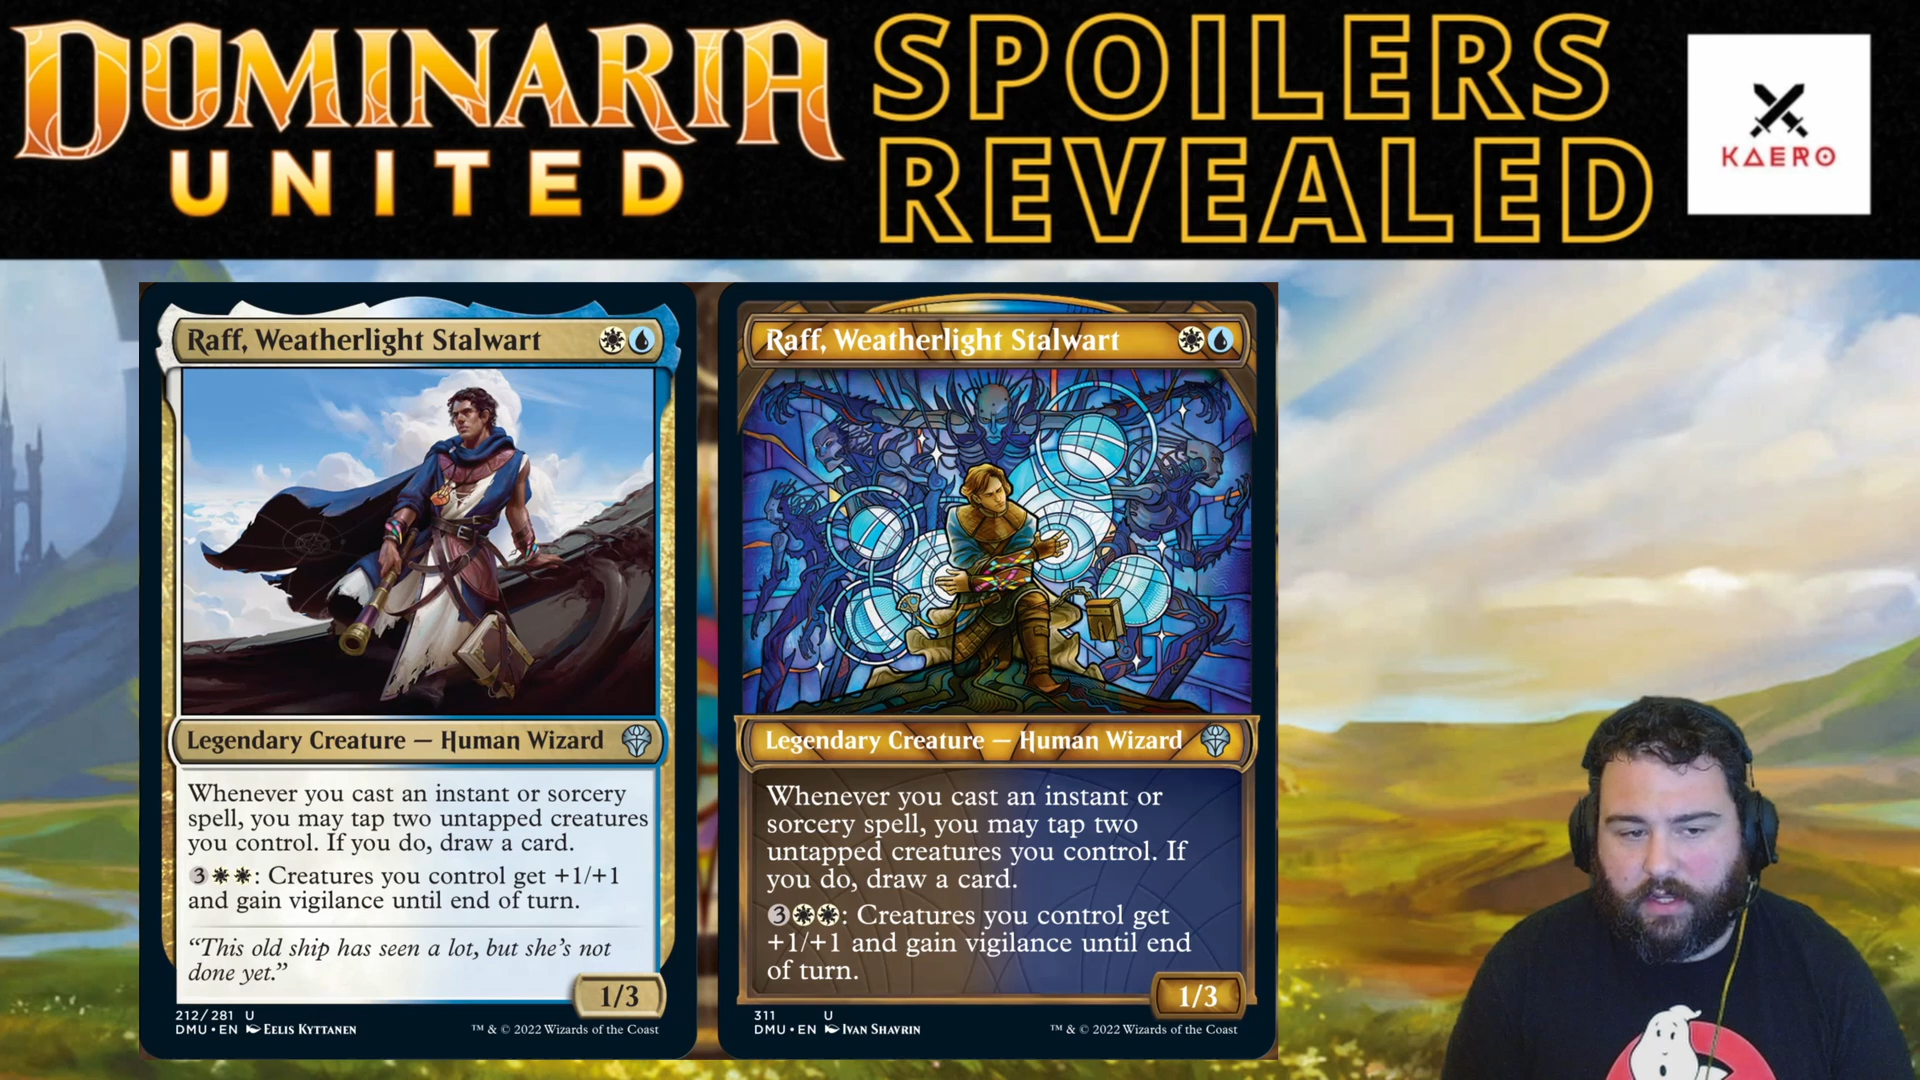 DOMINARIA
UNITED
SPOILERS
REVEALED
KAERO
Raff, Weatherlight Stalwart
Legendary Creature — Human Wizard
Whenever you cast an instant or sorcery
spell, you may tap two untapped creatures
you control. If you do, draw a card.
3: Creatures you control get +1/+1
and gain vigilance until end of turn.
“This old ship has seen a lot, but she’s not
done yet.”
1/3
212/281 U
DMU • EN EELIS KYTTANEN
™ & © 2022 Wizards of the Coast
Raff, Weatherlight Stalwart
Legendary Creature — Human Wizard
Whenever you cast an instant or
sorcery spell, you may tap two
untapped creatures you control. If
you do, draw a card.
3: Creatures you control get
+1/+1 and gain vigilance until end
of turn.
1/3
311 U
DMU • EN IVAN SHAVRIN
™ & © 2022 Wizards of the Coast